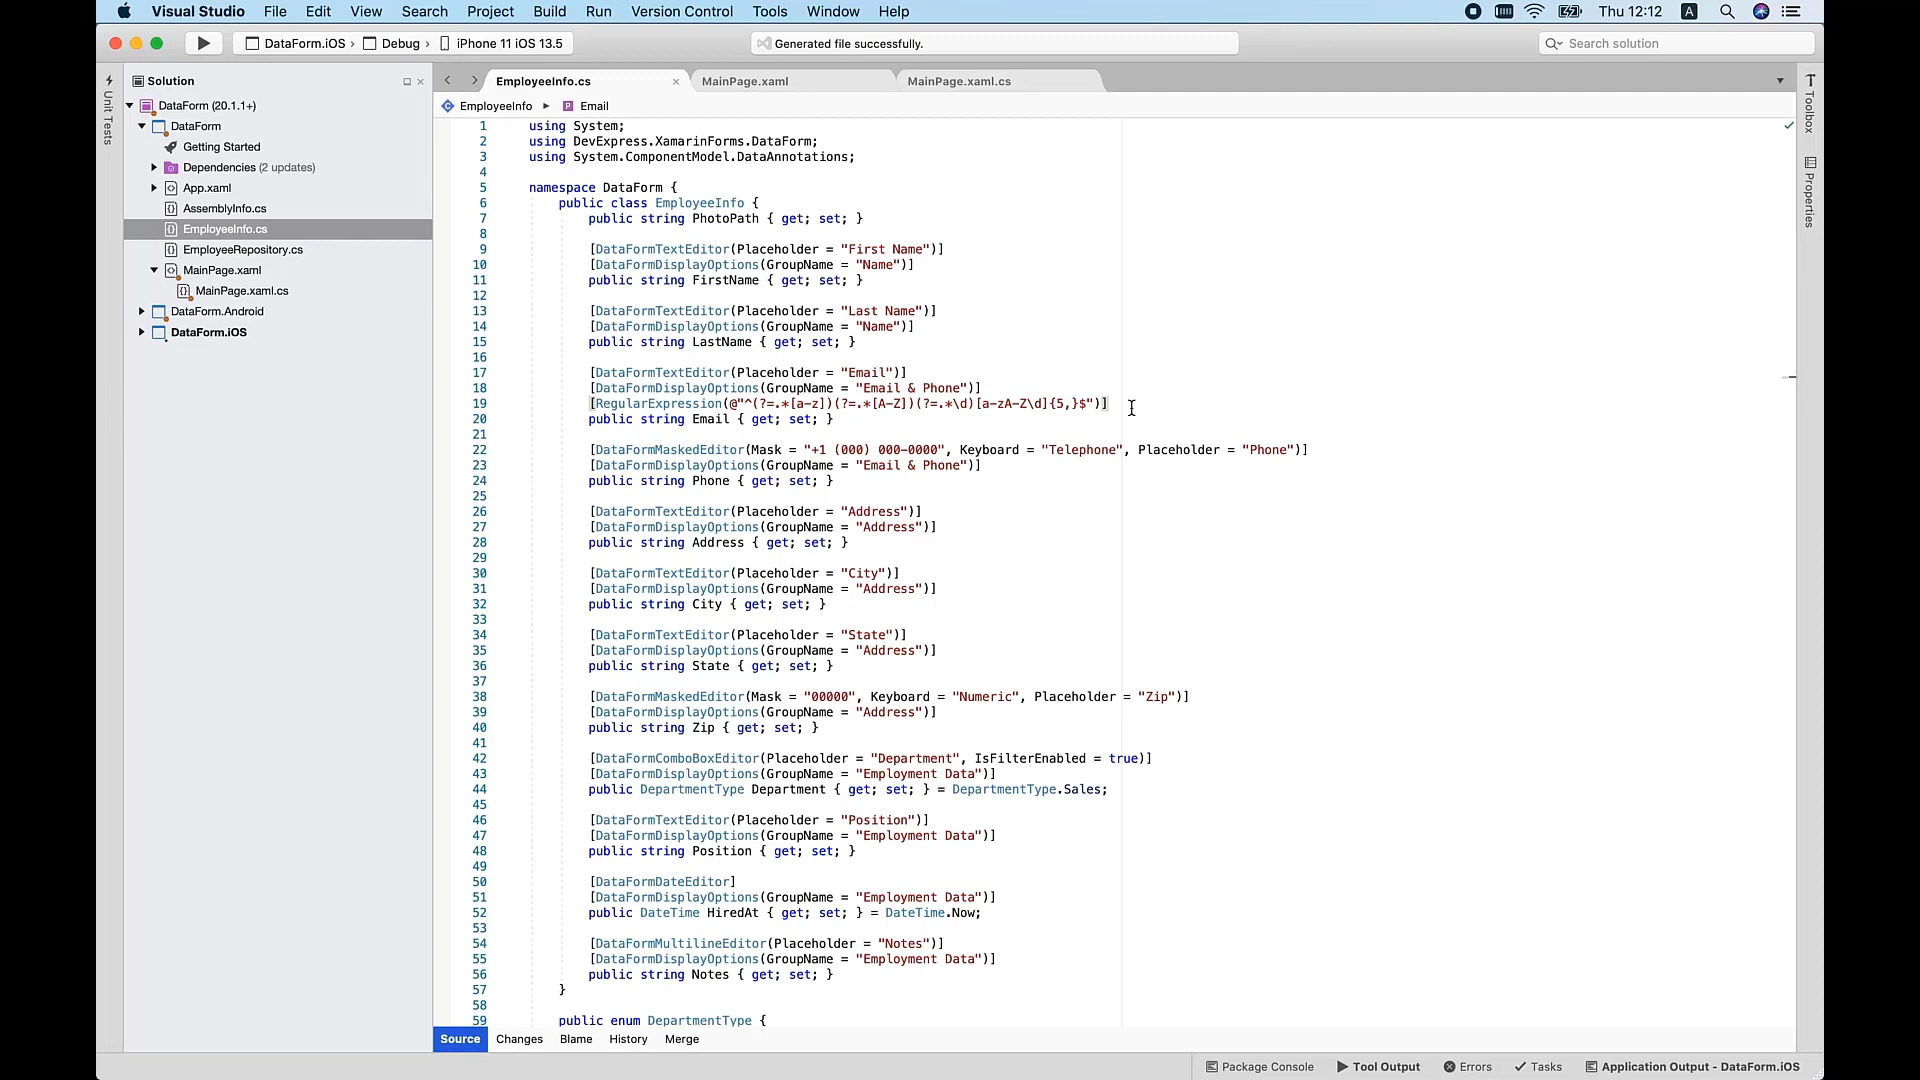 Visual Studio File Edit View Search Project Build Run Version Control Tools Window Help Thu 12:12 A
DataForm.iOS › Debug › iPhone 11 iOS 13.5 Generated file successfully. Search solution
Unit Tests
Solution
DataForm (20.1.1+)
DataForm
Getting Started
Dependencies (2 updates)
App.xaml
AssemblyInfo.cs
EmployeeInfo.cs
EmployeeRepository.cs
MainPage.xaml
MainPage.xaml.cs
DataForm.Android
DataForm.iOS
EmployeeInfo.cs MainPage.xaml MainPage.xaml.cs
EmployeeInfo Email
1 using System;
2 using DevExpress.XamarinForms.DataForm;
3 using System.ComponentModel.DataAnnotations;
4
5 namespace DataForm {
6 public class EmployeeInfo {
7 public string PhotoPath { get; set; }
8
9 [DataFormTextEditor(Placeholder = "First Name")]
10 [DataFormDisplayOptions(GroupName = "Name")]
11 public string FirstName { get; set; }
12
13 [DataFormTextEditor(Placeholder = "Last Name")]
14 [DataFormDisplayOptions(GroupName = "Name")]
15 public string LastName { get; set; }
16
17 [DataFormTextEditor(Placeholder = "Email")]
18 [DataFormDisplayOptions(GroupName = "Email & Phone")]
19 [RegularExpression(@"^(?=.*[a-z])(?=.*[A-Z])(?=.*\d)[a-zA-Z\d]{5,}$")]
20 public string Email { get; set; }
21
22 [DataFormMaskedEditor(Mask = "+1 (000) 000-0000", Keyboard = "Telephone", Placeholder = "Phone")]
23 [DataFormDisplayOptions(GroupName = "Email & Phone")]
24 public string Phone { get; set; }
25
26 [DataFormTextEditor(Placeholder = "Address")]
27 [DataFormDisplayOptions(GroupName = "Address")]
28 public string Address { get; set; }
29
30 [DataFormTextEditor(Placeholder = "City")]
31 [DataFormDisplayOptions(GroupName = "Address")]
32 public string City { get; set; }
33
34 [DataFormTextEditor(Placeholder = "State")]
35 [DataFormDisplayOptions(GroupName = "Address")]
36 public string State { get; set; }
37
38 [DataFormMaskedEditor(Mask = "00000", Keyboard = "Numeric", Placeholder = "Zip")]
39 [DataFormDisplayOptions(GroupName = "Address")]
40 public string Zip { get; set; }
41
42 [DataFormComboBoxEditor(Placeholder = "Department", IsFilterEnabled = true)]
43 [DataFormDisplayOptions(GroupName = "Employment Data")]
44 public DepartmentType Department { get; set; } = DepartmentType.Sales;
45
46 [DataFormTextEditor(Placeholder = "Position")]
47 [DataFormDisplayOptions(GroupName = "Employment Data")]
48 public string Position { get; set; }
49
50 [DataFormDateEditor]
51 [DataFormDisplayOptions(GroupName = "Employment Data")]
52 public DateTime HiredAt { get; set; } = DateTime.Now;
53
54 [DataFormMultilineEditor(Placeholder = "Notes")]
55 [DataFormDisplayOptions(GroupName = "Employment Data")]
56 public string Notes { get; set; }
57 }
58
59 public enum DepartmentType {
Toolbox
Properties
Source Changes Blame History Merge
Package Console Tool Output Errors Tasks Application Output - DataForm.iOS